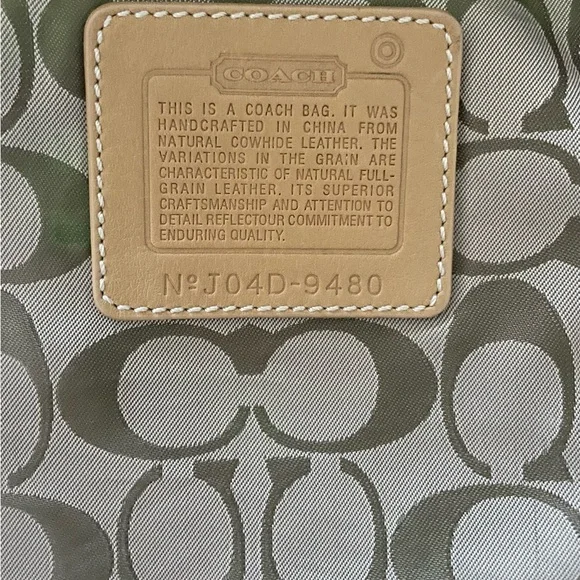 COACH
THIS IS A COACH BAG. IT WAS
HANDCRAFTED IN CHINA FROM
NATURAL COWHIDE LEATHER. THE
VARIATIONS IN THE GRAIN ARE
CHARACTERISTIC OF NATURAL FULL-
GRAIN LEATHER. ITS SUPERIOR
CRAFTSMANSHIP AND ATTENTION TO
DETAIL REFLECTOUR COMMITMENT TO
ENDURING QUALITY.
Nº J04D-9480